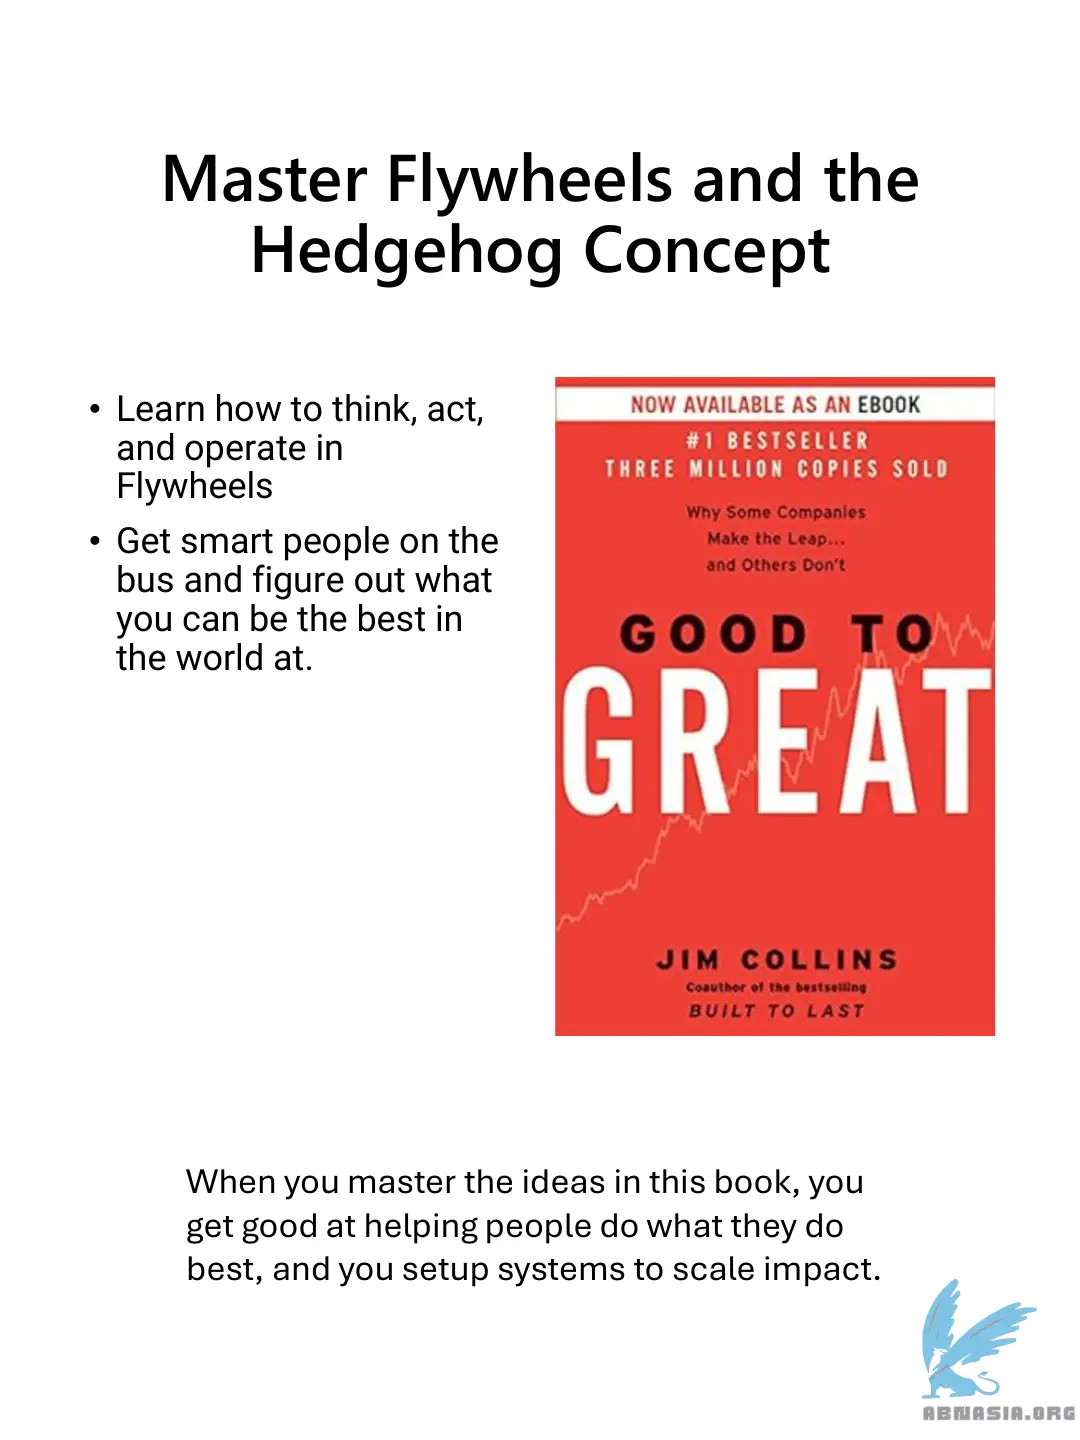 Master Flywheels and the
Hedgehog Concept
• Learn how to think, act,
and operate in
Flywheels
• Get smart people on the
bus and figure out what
you can be the best in
the world at.
NOW AVAILABLE AS AN EBOOK
#1 BESTSELLER
THREE MILLION COPIES SOLD
Why Some Companies
Make the Leap...
and Others Don't
GOOD TO
GREAT
JIM COLLINS
Coauthor of the bestselling
BUILT TO LAST
When you master the ideas in this book, you
get good at helping people do what they do
best, and you setup systems to scale impact.
ABNASIA.ORG